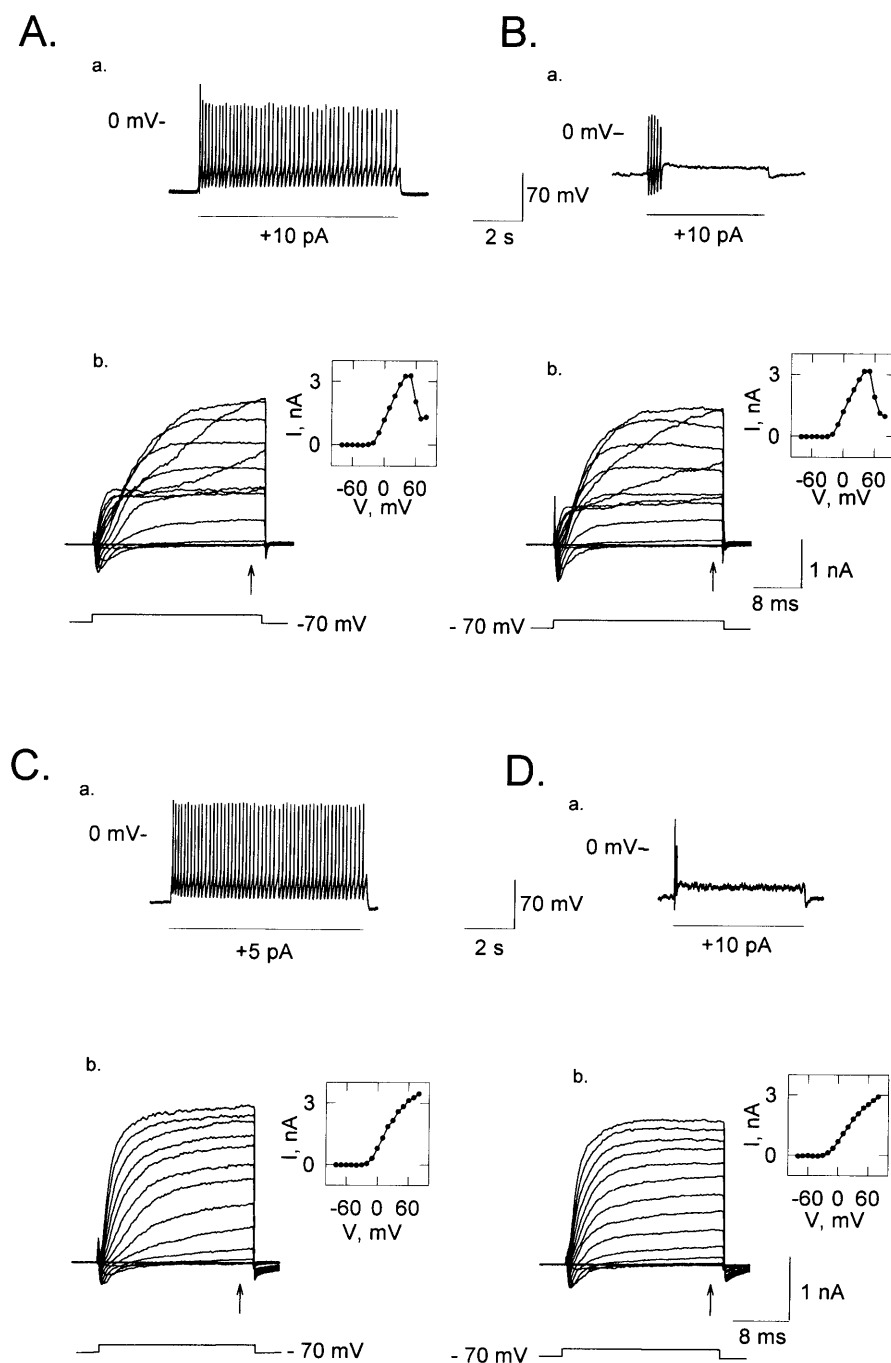 A.
B.
a.
a.
0 mV-
0 mV–
+10 pA
+10 pA
70 mV
2 s
b.
b.
3
0
I, nA
-60 0 60
V, mV
3
0
I, nA
-60 0 60
V, mV
1 nA
8 ms
-70 mV
- 70 mV
C.
D.
a.
a.
0 mV-
0 mV–
+5 pA
+10 pA
70 mV
2 s
b.
b.
3
0
I, nA
-60 0 60
V, mV
3
0
I, nA
-60 0 60
V, mV
1 nA
8 ms
- 70 mV
- 70 mV